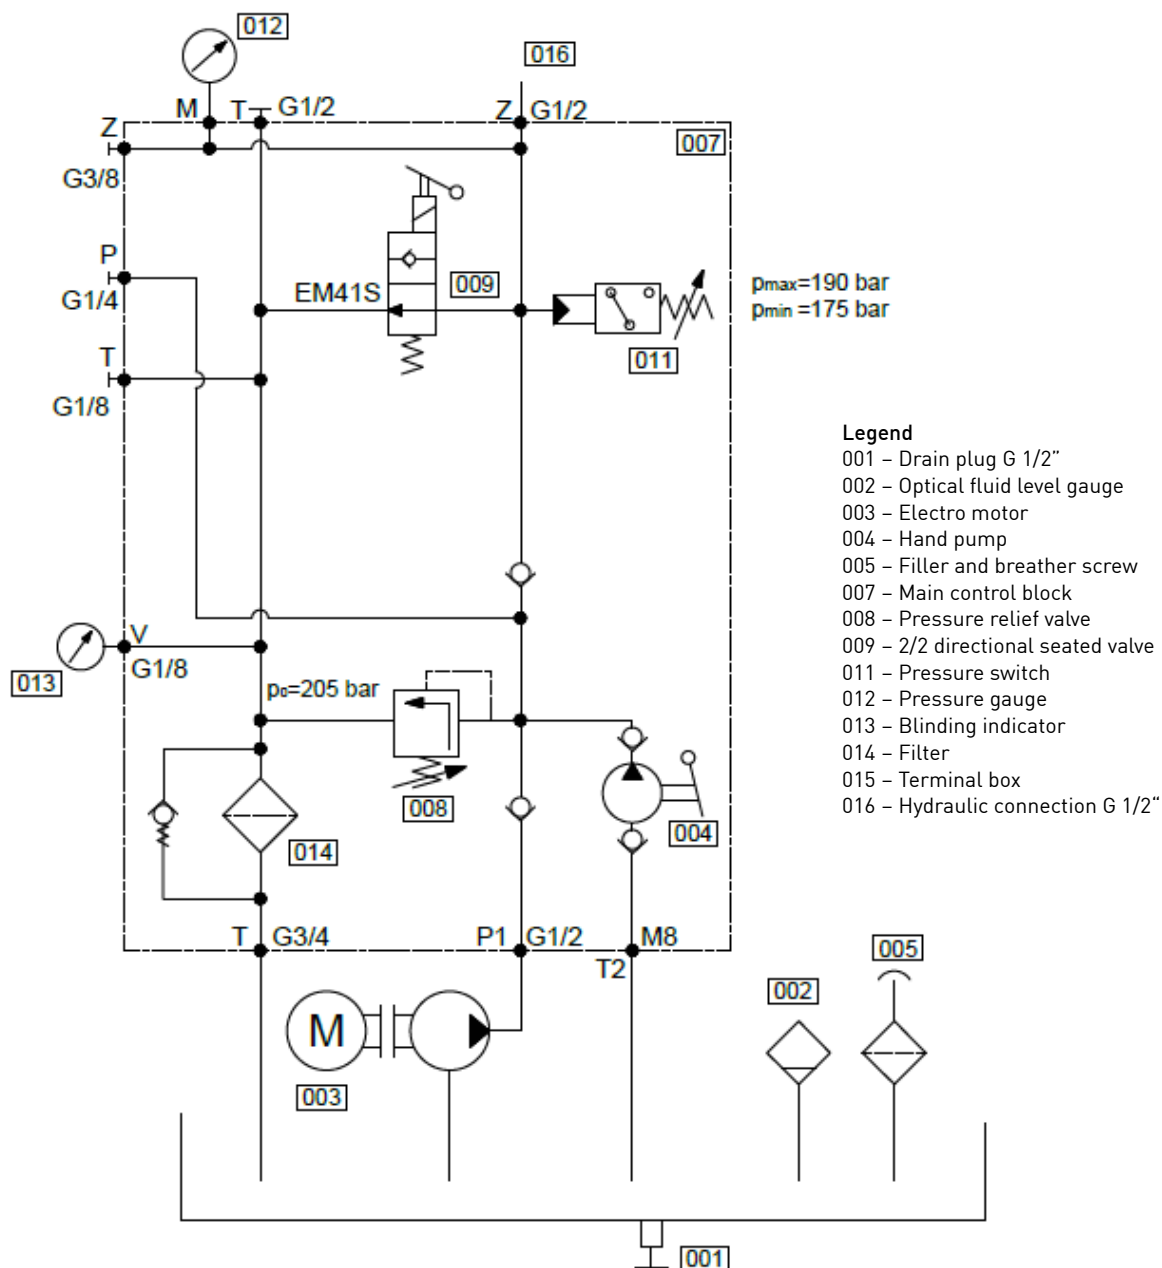 012
016
M
T
G1/2
Z
G1/2
Z
007
G3/8
P
G1/4
EM41S
009
pmax=190 bar
pmin =175 bar
T
011
G1/8
Legend
001 – Drain plug G 1/2"
002 – Optical fluid level gauge
003 – Electro motor
004 – Hand pump
005 – Filler and breather screw
007 – Main control block
008 – Pressure relief valve
009 – 2/2 directional seated valve
011 – Pressure switch
012 – Pressure gauge
013 – Blinding indicator
014 – Filter
015 – Terminal box
016 – Hydraulic connection G 1/2“
V
G1/8
013
p0=205 bar
008
004
014
T
G3/4
P1
G1/2
M8
T2
005
002
M
003
001